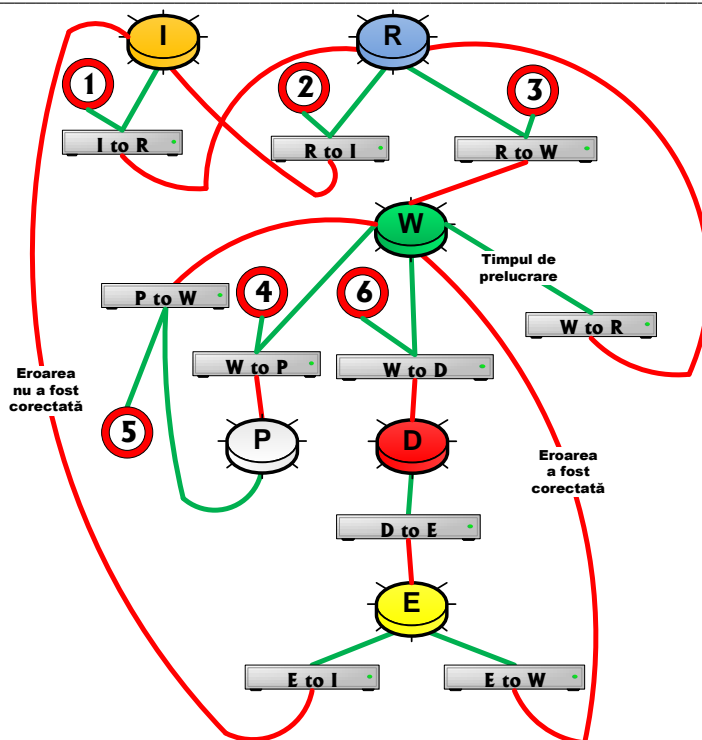 I
R
1
2
3
I to R
R to I
R to W
W
Timpul de
prelucrare
P to W
4
6
W to R
W to P
W to D
Eroarea
nu a fost
corectată
5
P
D
Eroarea
a fost
corectată
D to E
E
E to I
E to W